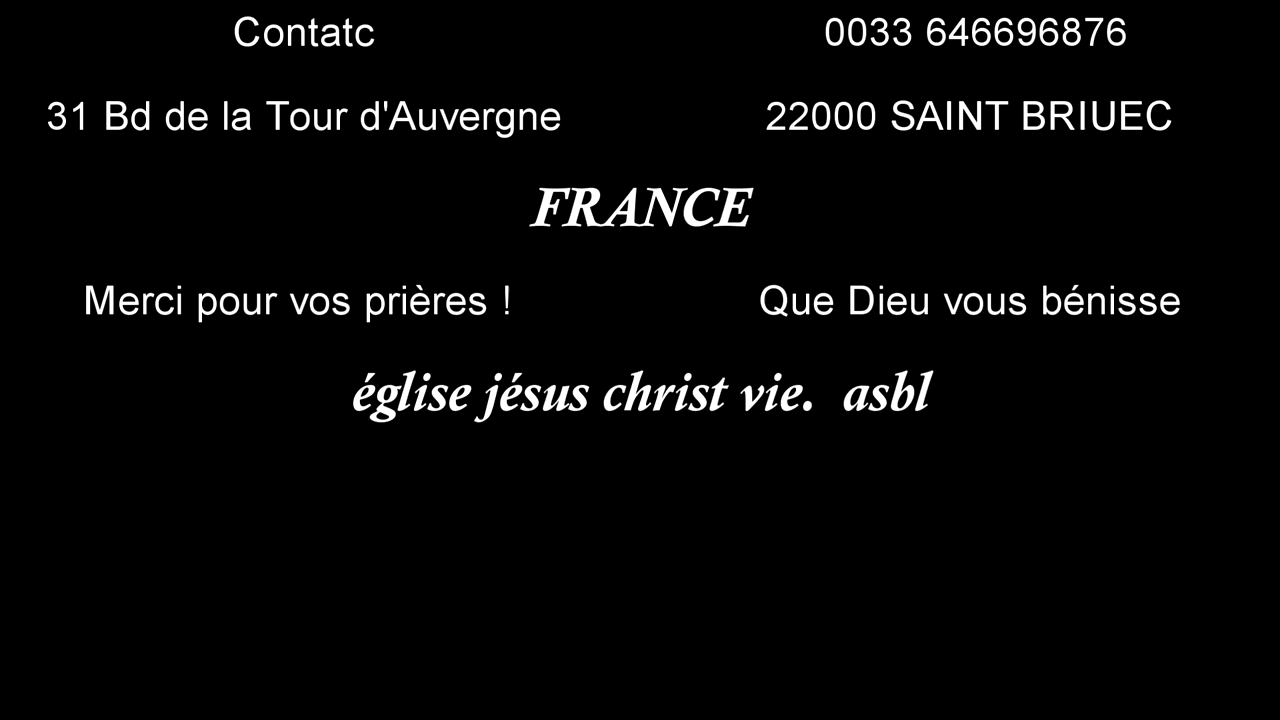 Contatc 0033 646696876
31 Bd de la Tour d'Auvergne 22000 SAINT BRIUEC
FRANCE
Merci pour vos prières ! Que Dieu vous bénisse
église jésus christ vie. asbl